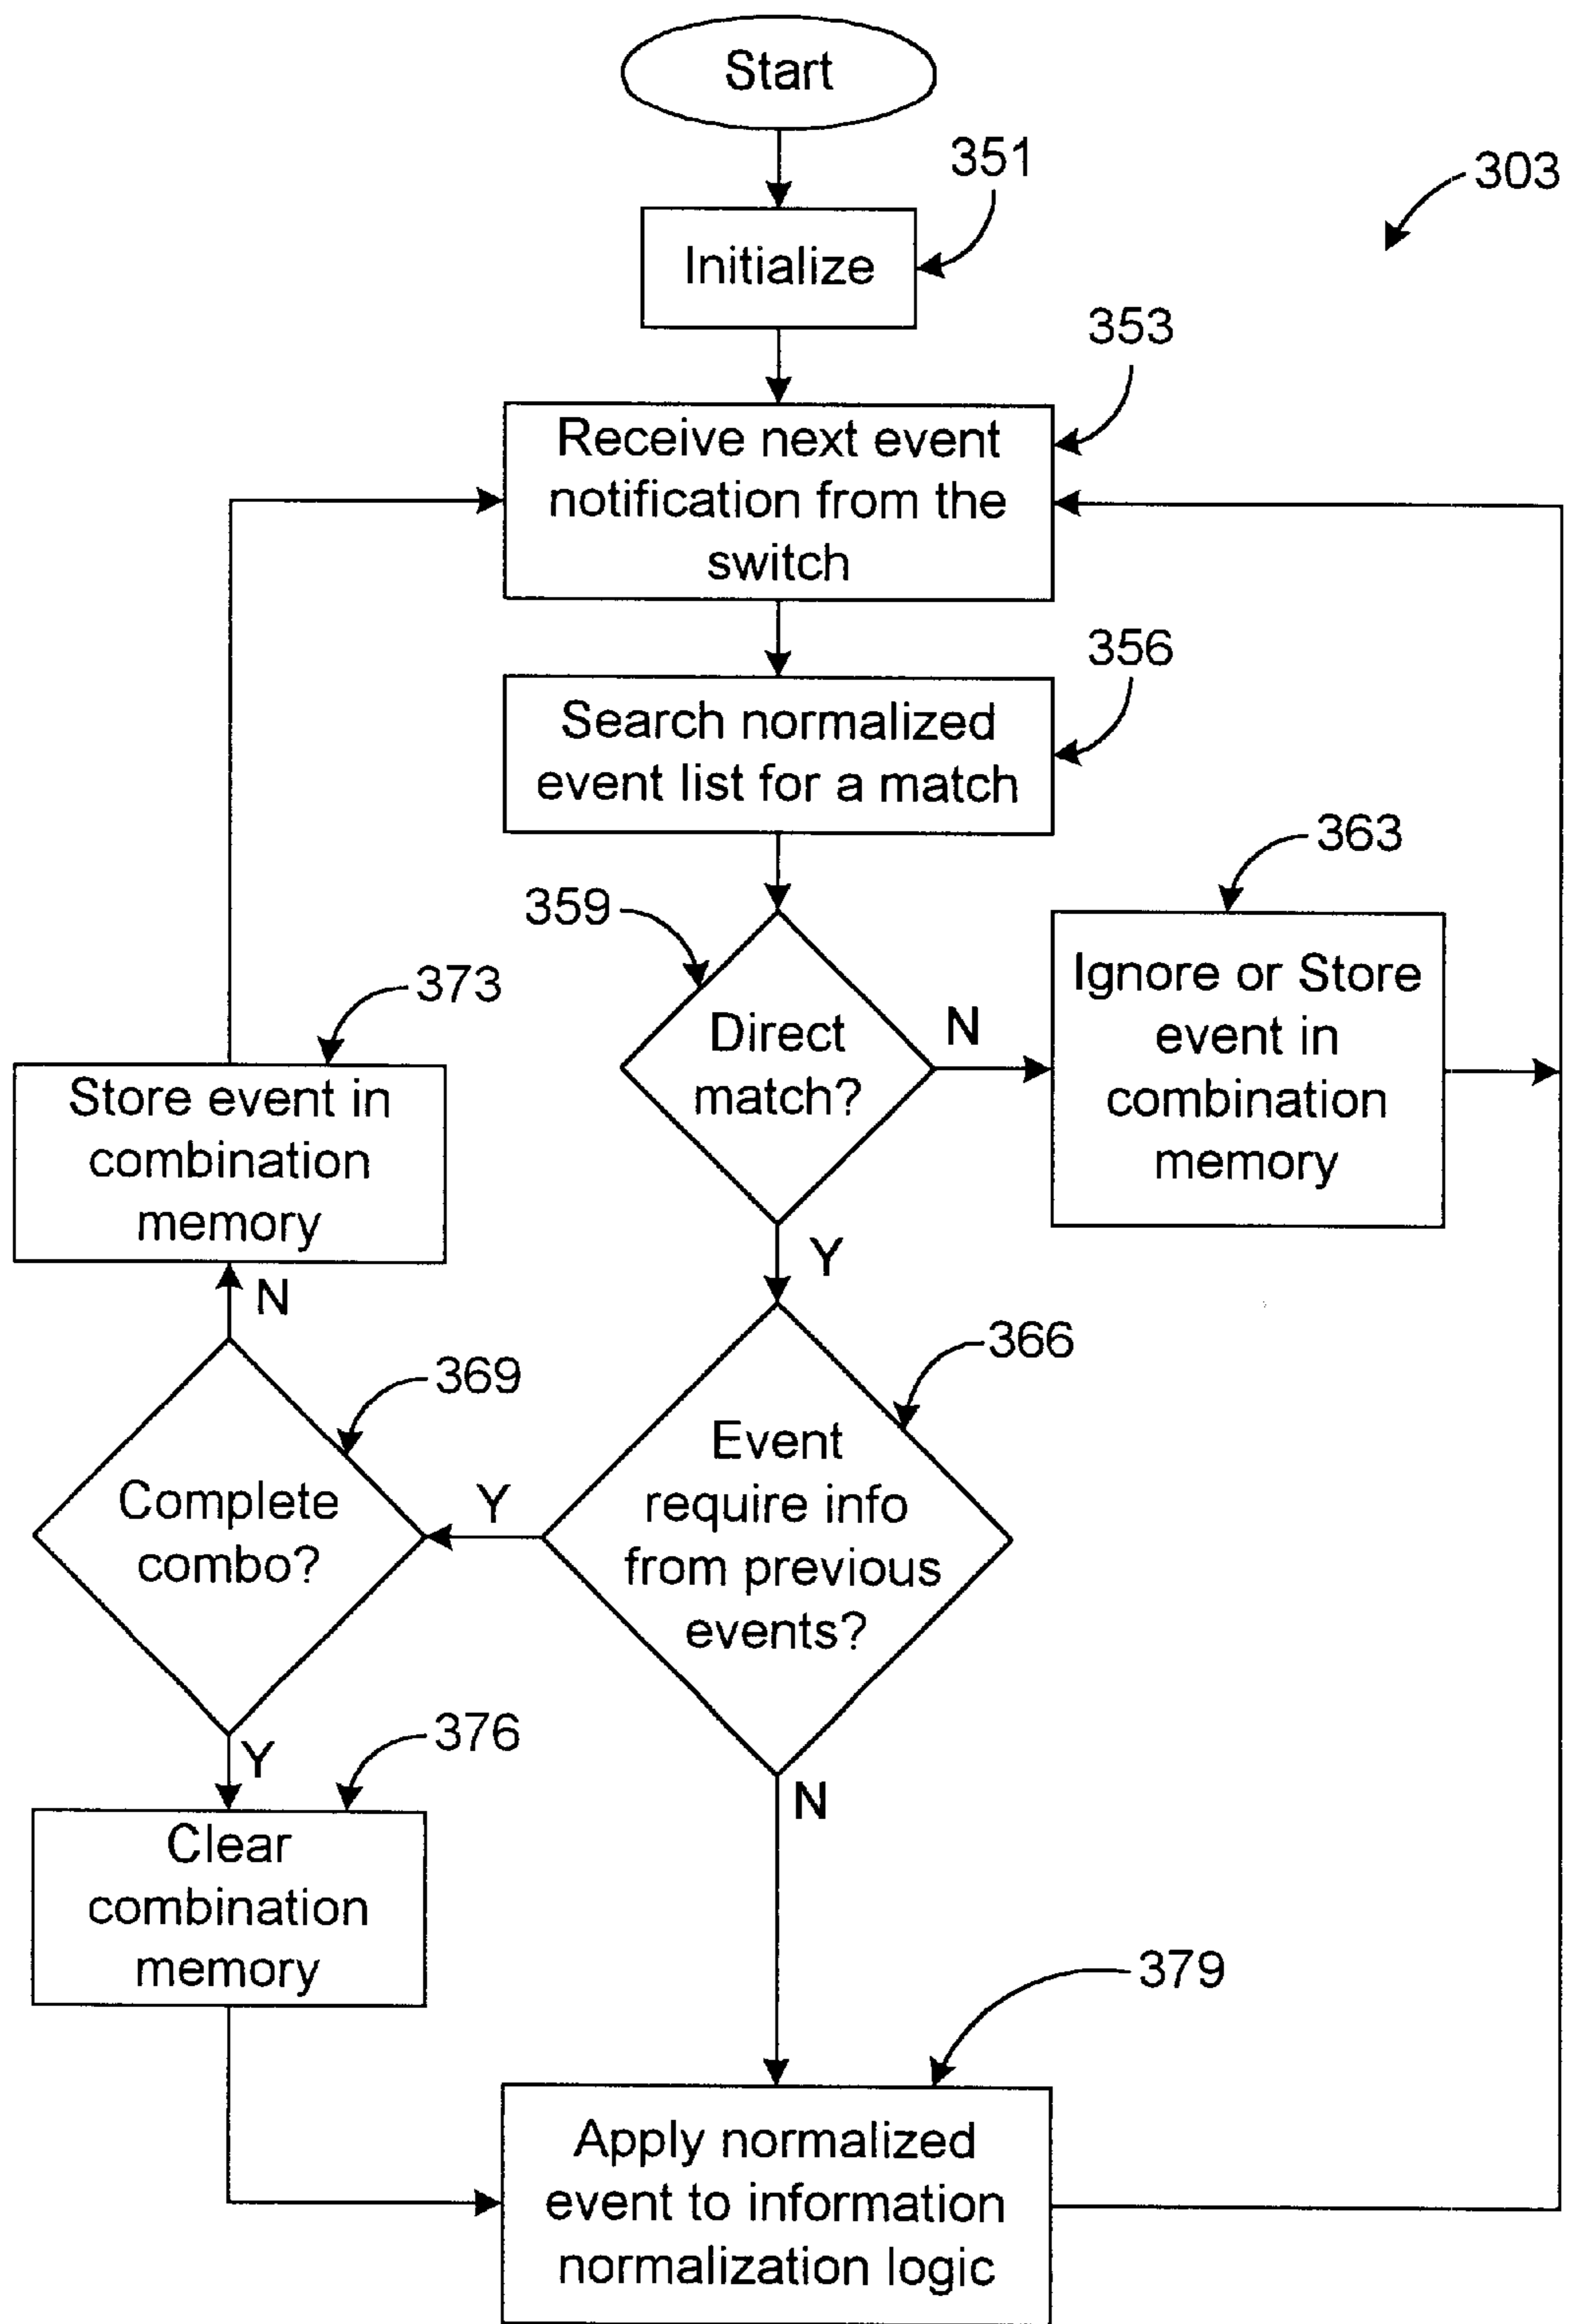 Start
351
303
Initialize
353
Receive next event
notification from the
switch
356
Search normalized
event list for a match
363
359
Direct
match?
N
Ignore or Store
event in
combination
memory
373
Store event in
combination
memory
Y
N
366
369
Event
require info
from previous
events?
Y
Complete
combo?
376
Y
N
Clear
combination
memory
379
Apply normalized
event to information
normalization logic